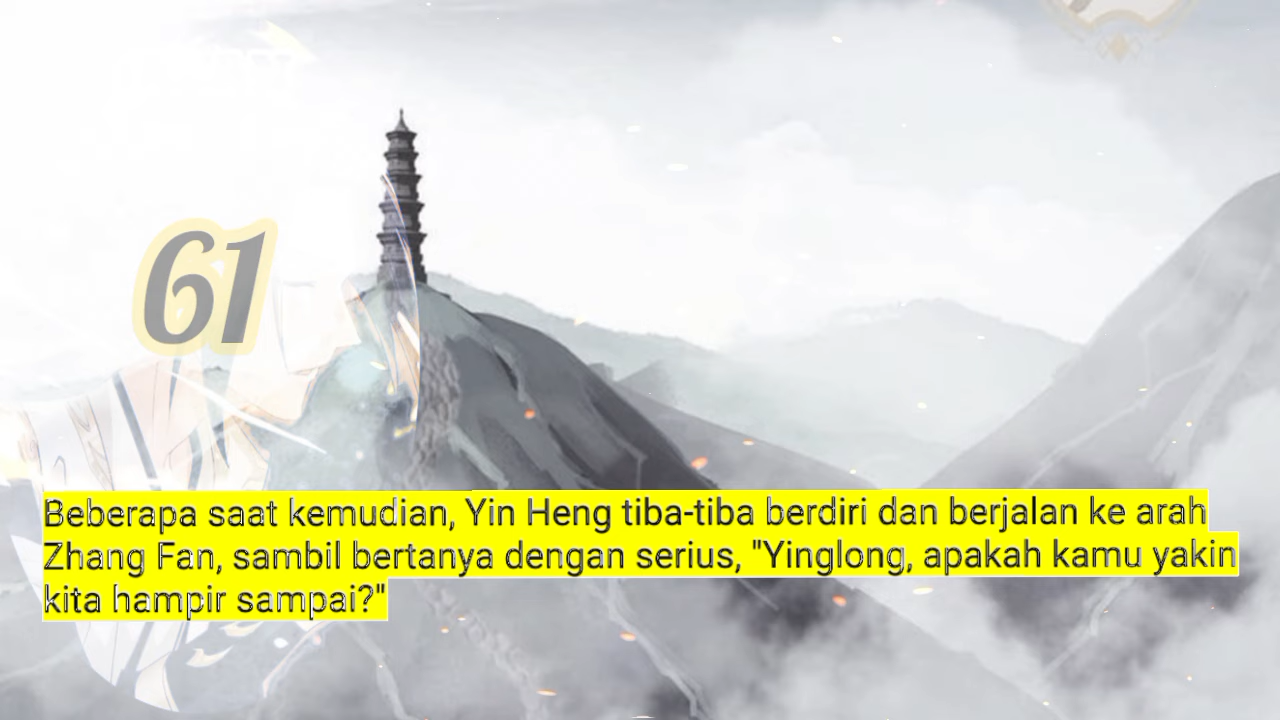 61
Beberapa saat kemudian, Yin Heng tiba-tiba berdiri dan berjalan ke arah
Zhang Fan, sambil bertanya dengan serius, "Yinglong, apakah kamu yakin
kita hampir sampai?"